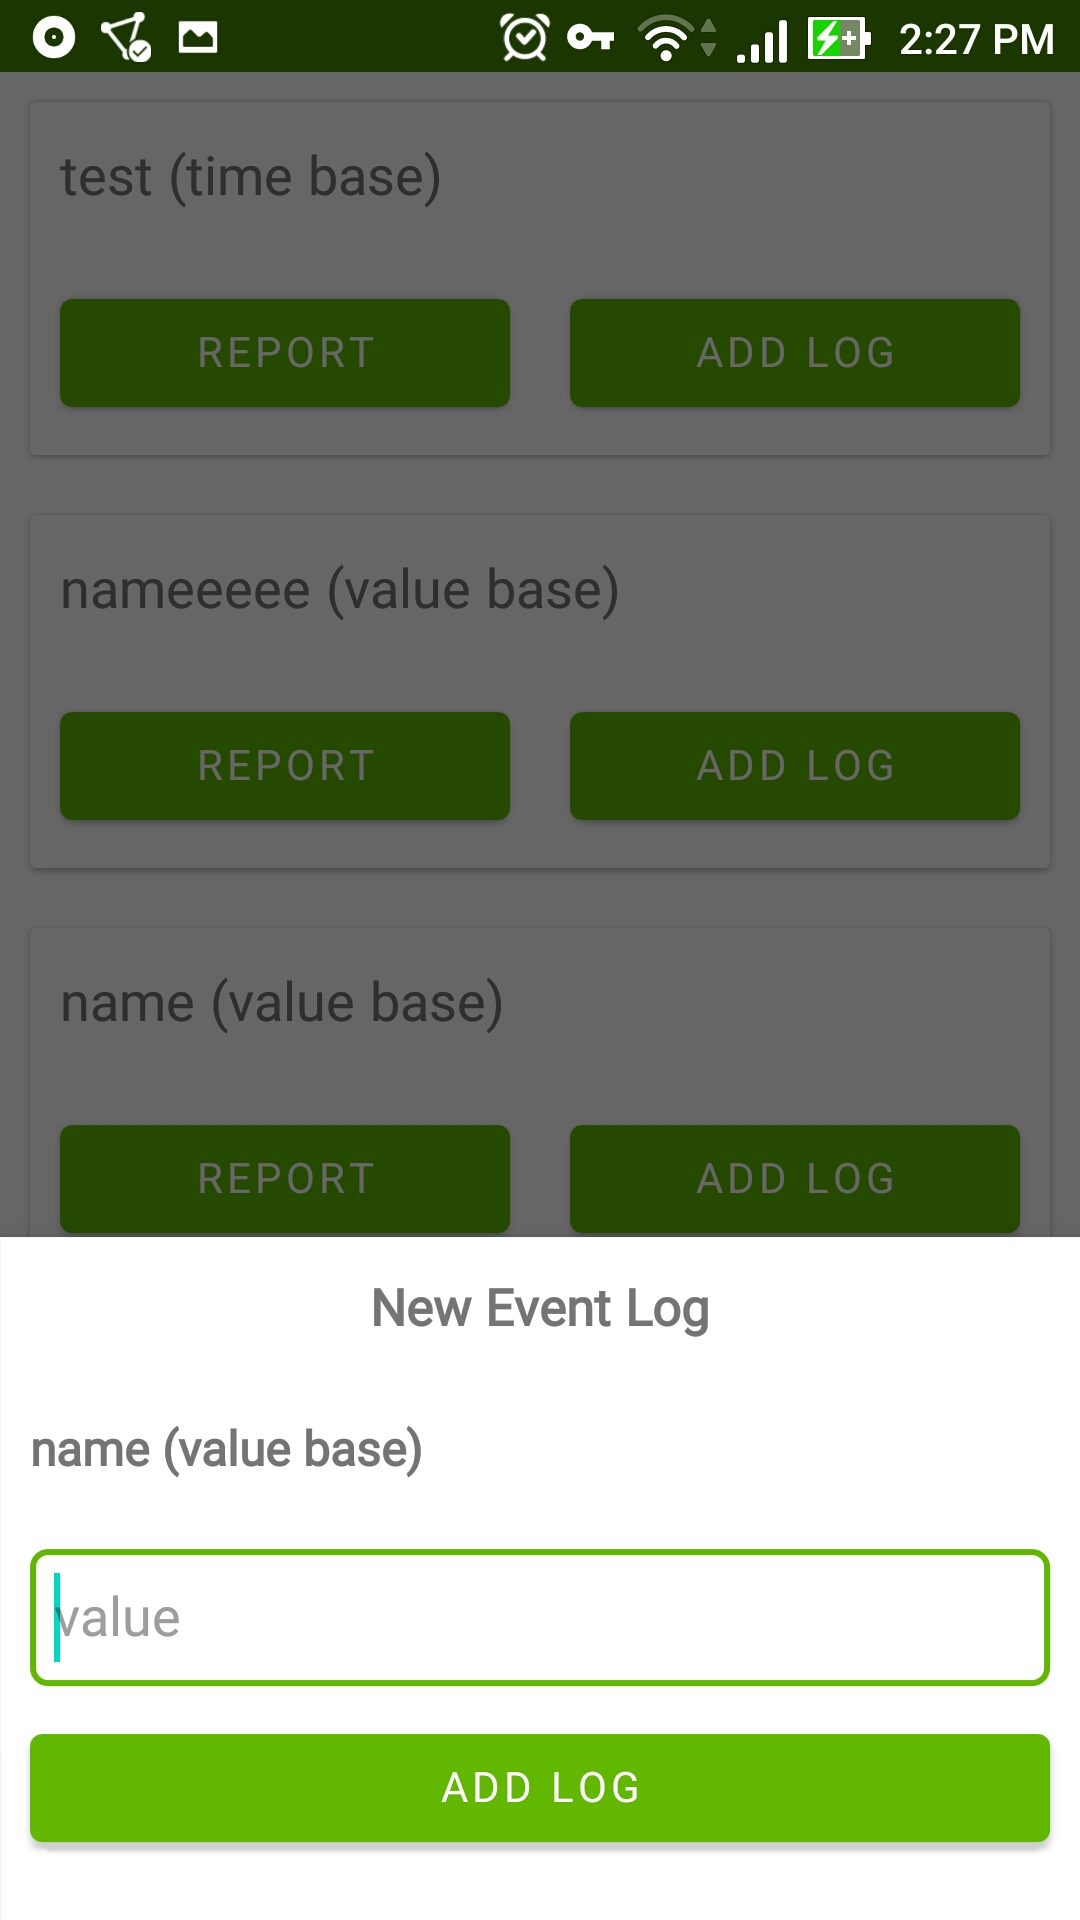 2:27 PM
test (time base)
REPORT ADD LOG
nameeeee (value base)
REPORT ADD LOG
name (value base)
REPORT ADD LOG
New Event Log
name (value base)
value
ADD LOG